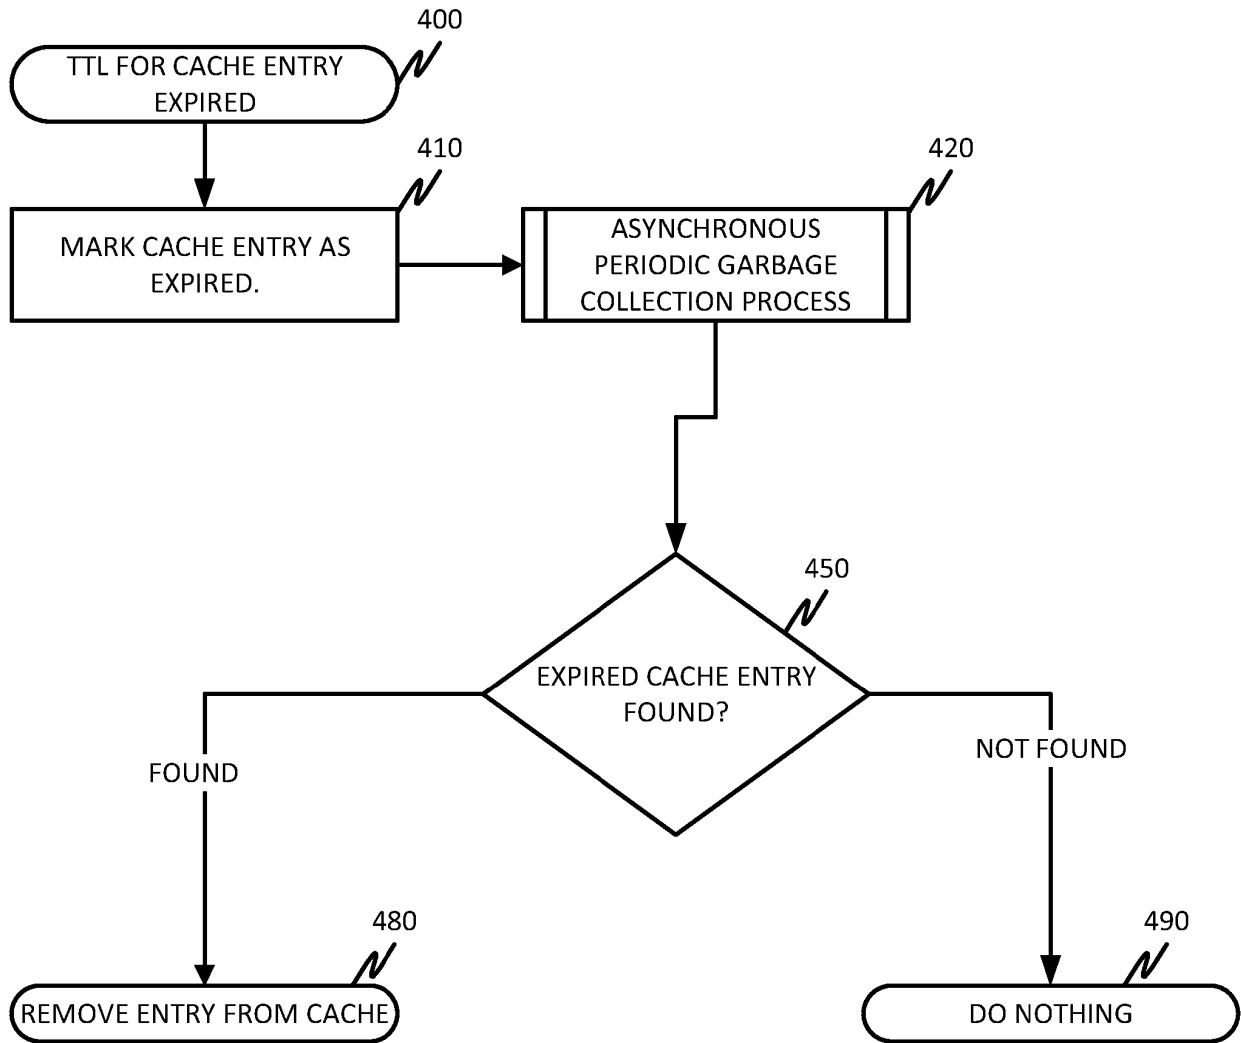 400
TTL FOR CACHE ENTRY
EXPIRED
410
MARK CACHE ENTRY AS
EXPIRED.
420
ASYNCHRONOUS
PERIODIC GARBAGE
COLLECTION PROCESS
450
EXPIRED CACHE ENTRY
FOUND?
FOUND
NOT FOUND
480
REMOVE ENTRY FROM CACHE
490
DO NOTHING